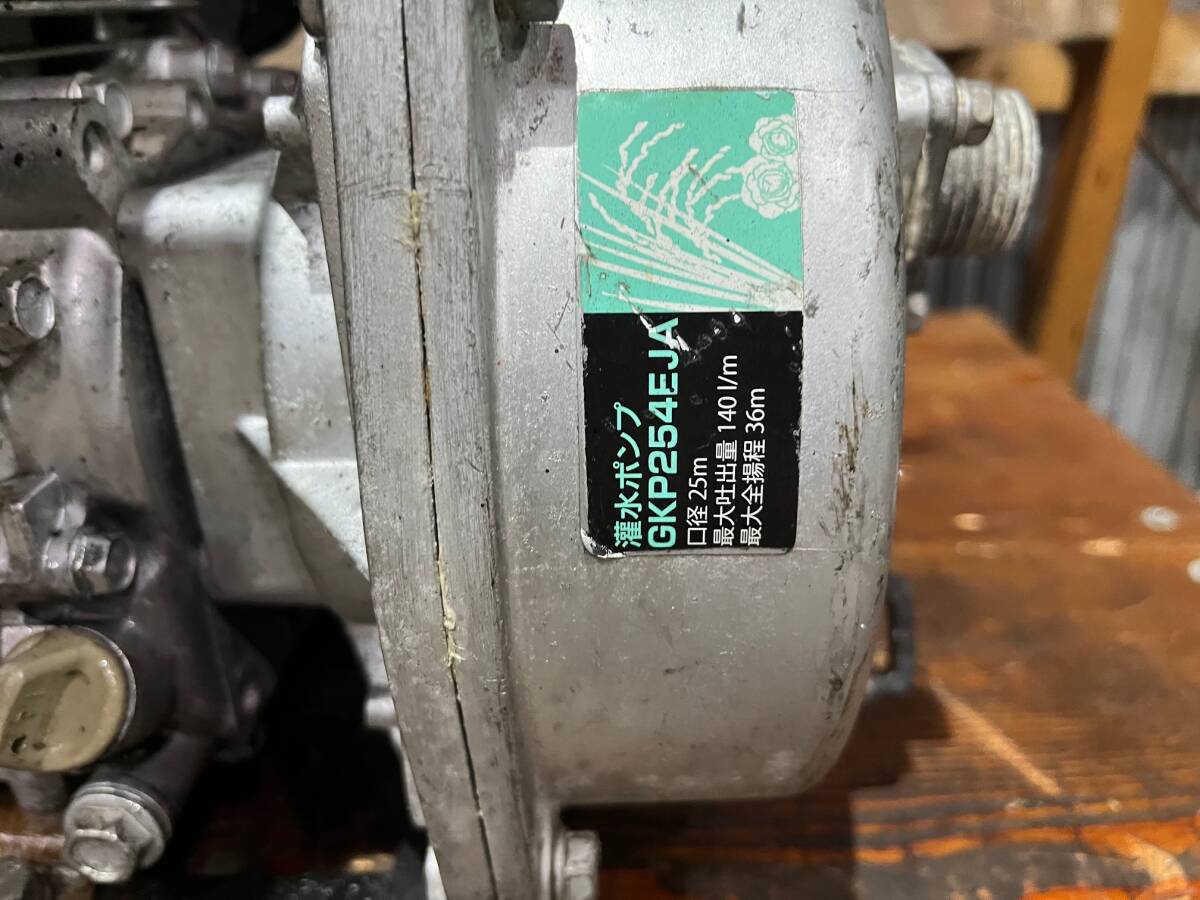 灌水ポンプ
GKP254EJA
口径 25m
最大吐出量 140 l/m
最大全揚程 36m